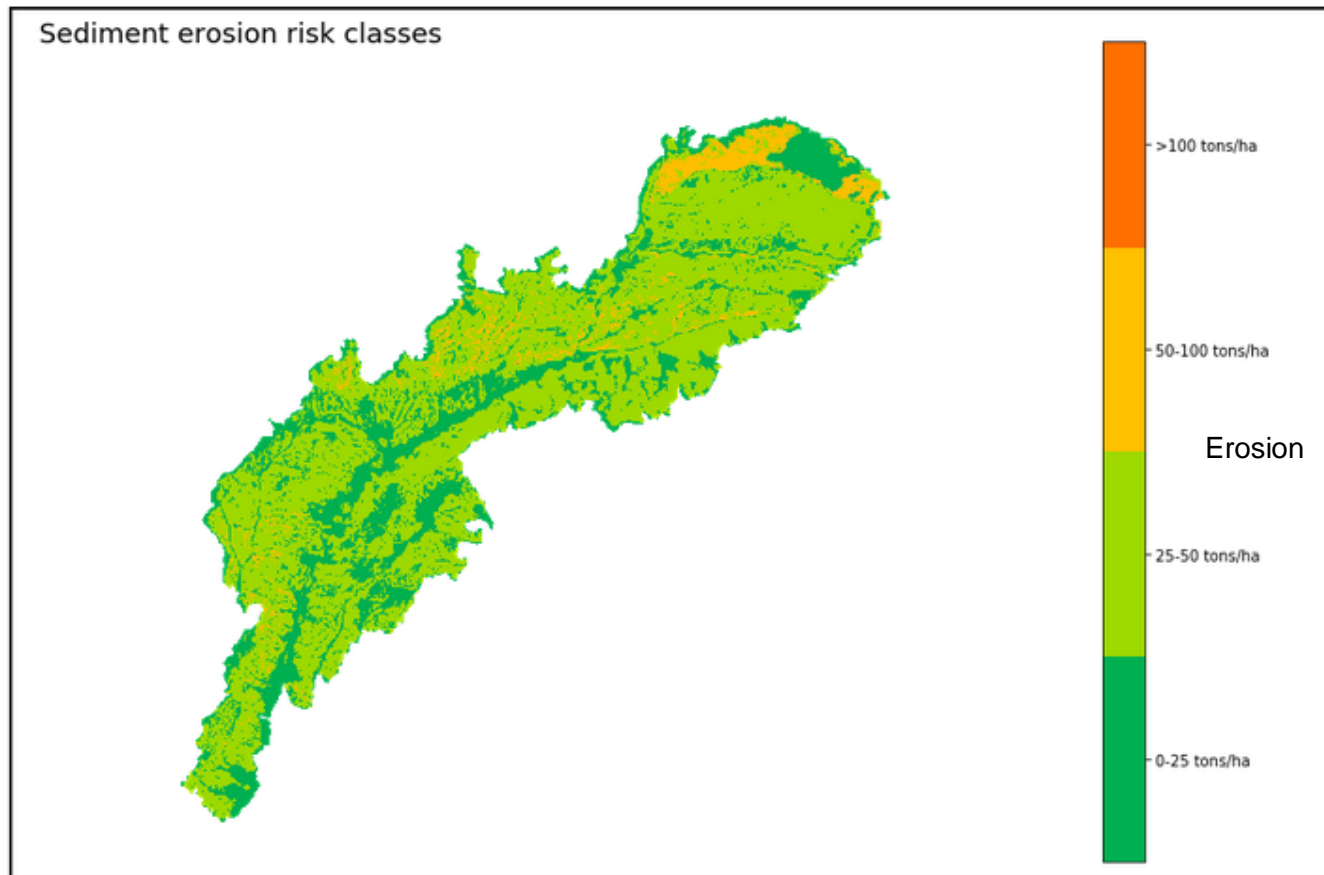 Sediment erosion risk classes
>100 tons/ha
50-100 tons/ha
Erosion
25-50 tons/ha
0-25 tons/ha